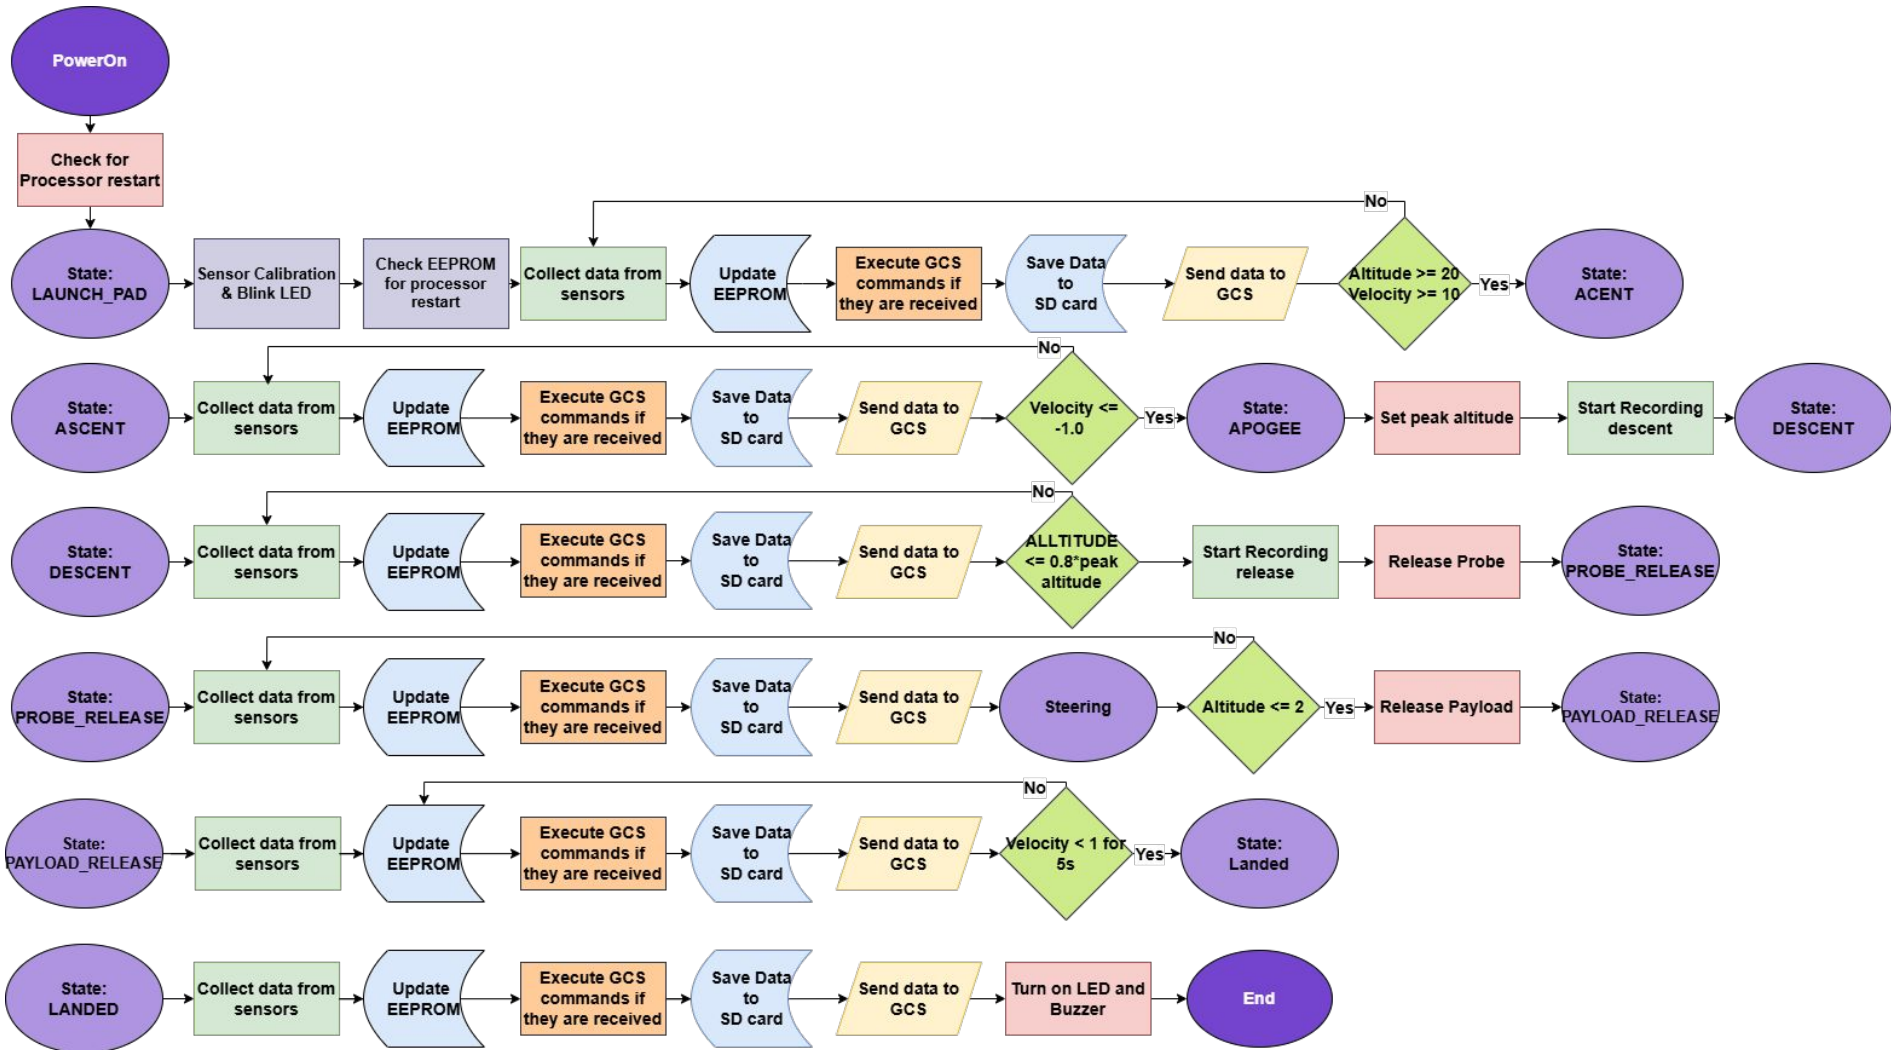 PowerOn
Check for
Processor restart
No
State:
LAUNCH_PAD
Sensor Calibration
& Blink LED
Check EEPROM
for processor
restart
Collect data from
sensors
Update
EEPROM
Execute GCS
commands if
they are received
Save Data
to
SD card
Send data to
GCS
Altitude >= 20
Velocity >= 10
Yes
State:
ACENT
No
State:
ASCENT
Collect data from
sensors
Update
EEPROM
Execute GCS
commands if
they are received
Save Data
to
SD card
Send data to
GCS
Velocity <=
-1.0
Yes
State:
APOGEE
Set peak altitude
Start Recording
descent
State:
DESCENT
No
State:
DESCENT
Collect data from
sensors
Update
EEPROM
Execute GCS
commands if
they are received
Save Data
to
SD card
Send data to
GCS
ALLTITUDE
<= 0.8*peak
altitude
Start Recording
release
Release Probe
State:
PROBE_RELEASE
No
State:
PROBE_RELEASE
Collect data from
sensors
Update
EEPROM
Execute GCS
commands if
they are received
Save Data
to
SD card
Send data to
GCS
Steering
Altitude <= 2
Yes
Release Payload
State:
PAYLOAD_RELEASE
No
State:
PAYLOAD_RELEASE
Collect data from
sensors
Update
EEPROM
Execute GCS
commands if
they are received
Save Data
to
SD card
Send data to
GCS
Velocity < 1 for
5s
Yes
State:
Landed
State:
LANDED
Collect data from
sensors
Update
EEPROM
Execute GCS
commands if
they are received
Save Data
to
SD card
Send data to
GCS
Turn on LED and
Buzzer
End